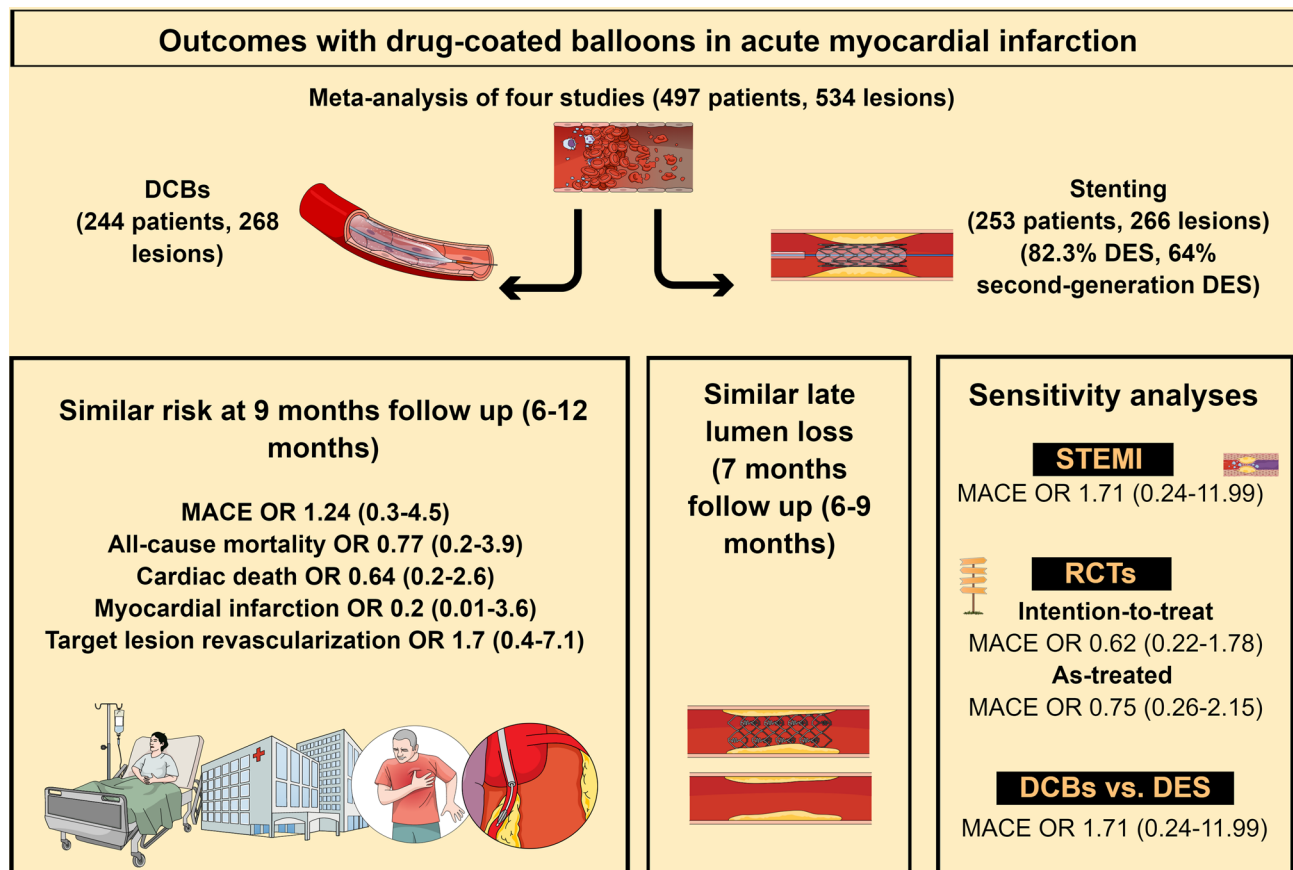 Outcomes with drug-coated balloons in acute myocardial infarction
Meta-analysis of four studies (497 patients, 534 lesions)
DCBs
(244 patients, 268
lesions)
Stenting
(253 patients, 266 lesions)
(82.3% DES, 64%
second-generation DES)
Similar risk at 9 months follow up (6-12
months)
MACE OR 1.24 (0.3-4.5)
All-cause mortality OR 0.77 (0.2-3.9)
Cardiac death OR 0.64 (0.2-2.6)
Myocardial infarction OR 0.2 (0.01-3.6)
Target lesion revascularization OR 1.7 (0.4-7.1)
Similar late
lumen loss
(7 months
follow up (6-9
months)
Sensitivity analyses
STEMI
MACE OR 1.71 (0.24-11.99)
RCTs
Intention-to-treat
MACE OR 0.62 (0.22-1.78)
As-treated
MACE OR 0.75 (0.26-2.15)
DCBs vs. DES
MACE OR 1.71 (0.24-11.99)